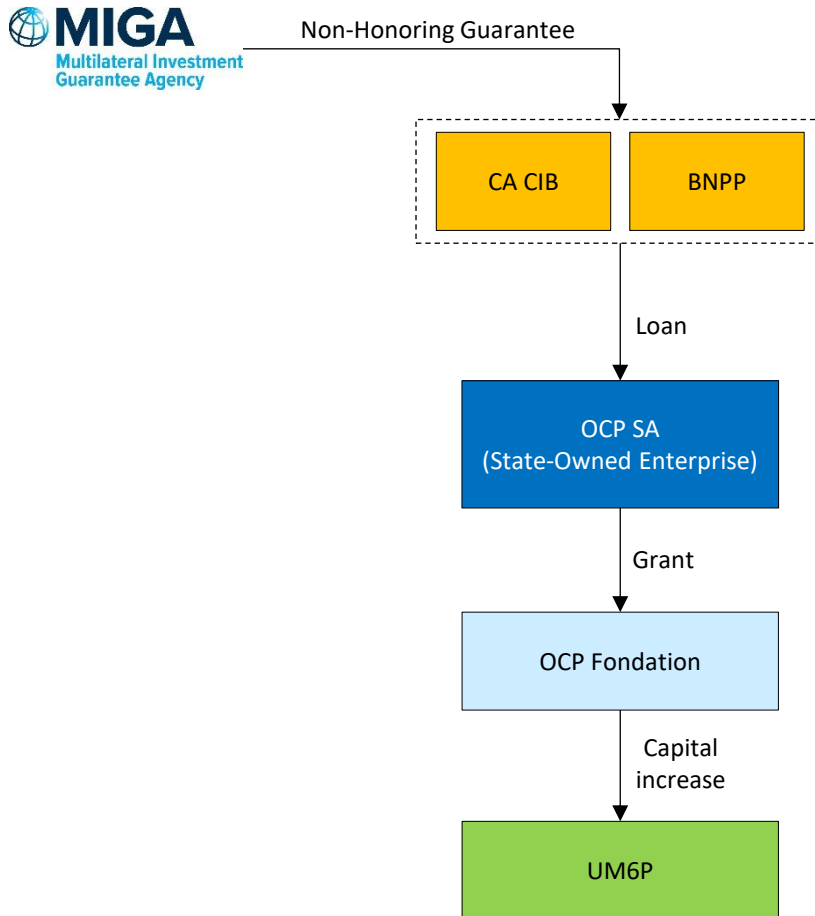 MIGA
Multilateral Investment
Guarantee Agency
Non-Honoring Guarantee
CA CIB
BNPP
Loan
OCP SA
(State-Owned Enterprise)
Grant
OCP Fondation
Capital
increase
UM6P